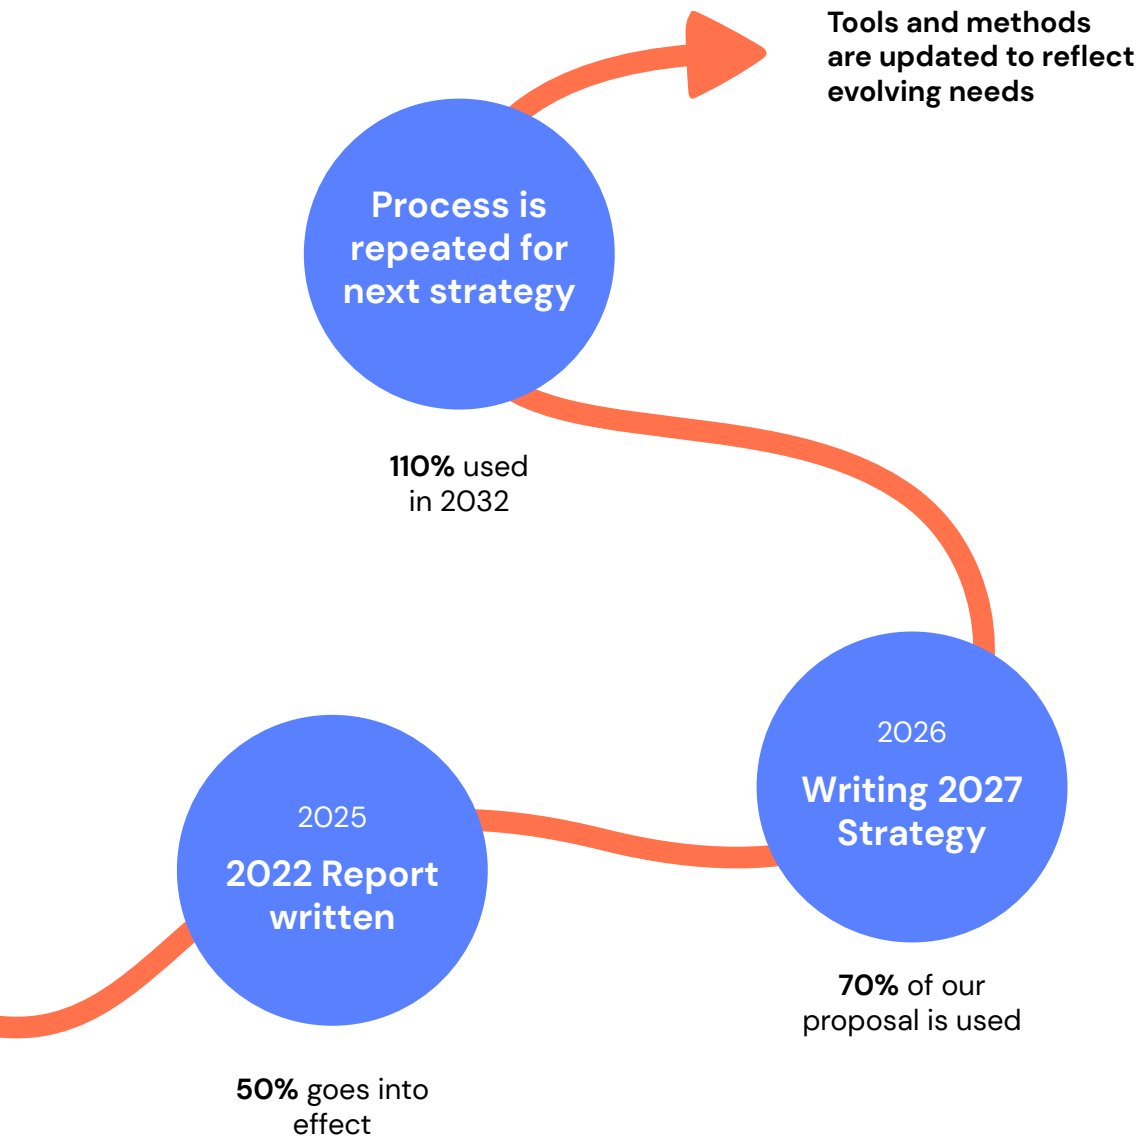 Tools and methods
are updated to reflect
evolving needs
Process is
repeated for
next strategy
110% used
in 2032
2026
Writing 2027
Strategy
70% of our
proposal is used
2025
2022 Report
written
50% goes into
effect